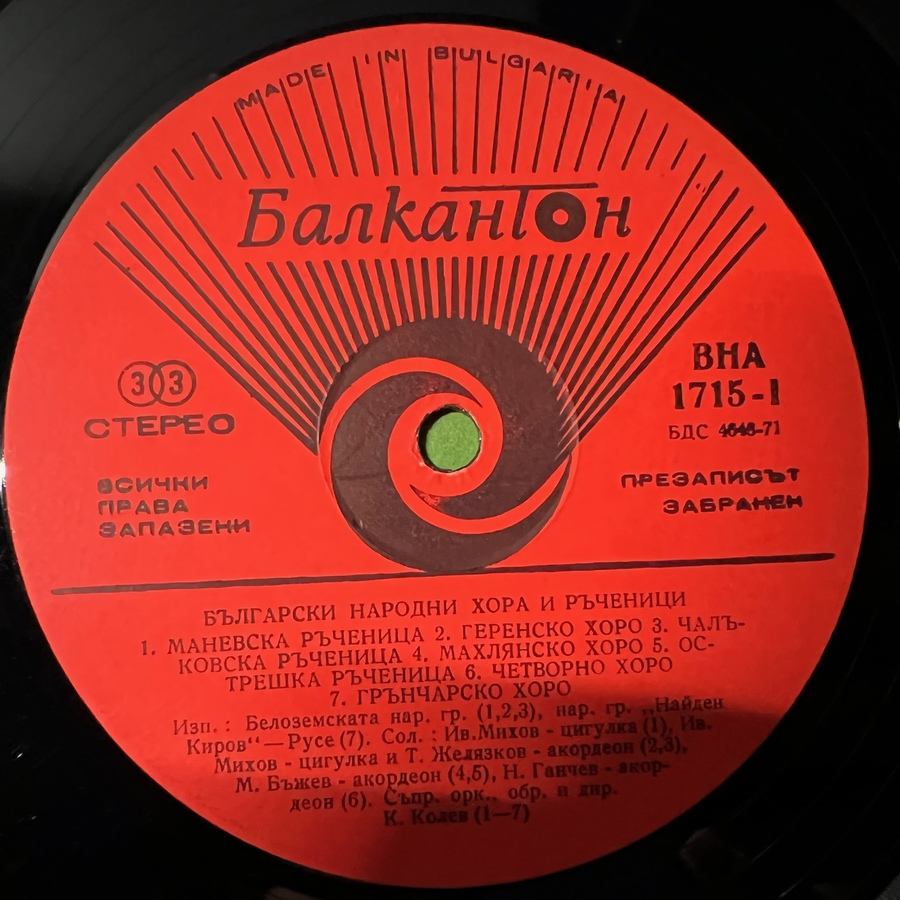 MADE IN BULGARIA
Балкантон
33
СТЕРЕО
ВСИЧКИ
ПРАВА
ЗАПАЗЕНИ
ВНА
1715-I
БДС 4646-71
ПРЕЗАПИСЪТ
ЗАБРАНЕН
БЪЛГАРСКИ НАРОДНИ ХОРА И РЪЧЕНИЦИ
1. МАНЕВСКА РЪЧЕНИЦА 2. ГЕРЕНСКО ХОРО 3. ЧАЛЪ-
КОВСКА РЪЧЕНИЦА 4. МАХЛЯНСКО ХОРО 5. ОС-
ТРЕШКА РЪЧЕНИЦА 6. ЧЕТВОРНО ХОРО
7. ГРЪНЧАРСКО ХОРО
Изп.: Белоземската нар. гр. (1,2,3), нар. гр. „Найден
Киров“—Русе (7). Сол.: Ив.Михов - цигулка (1), Ив.
Михов - цигулка и Т. Желязков - акордеон (2,3),
М. Бъжев - акордеон (4,5), Н. Ганчев - акор-
деон (6). Съпр. орк., обр. и дир.
К. Колев (1—7)